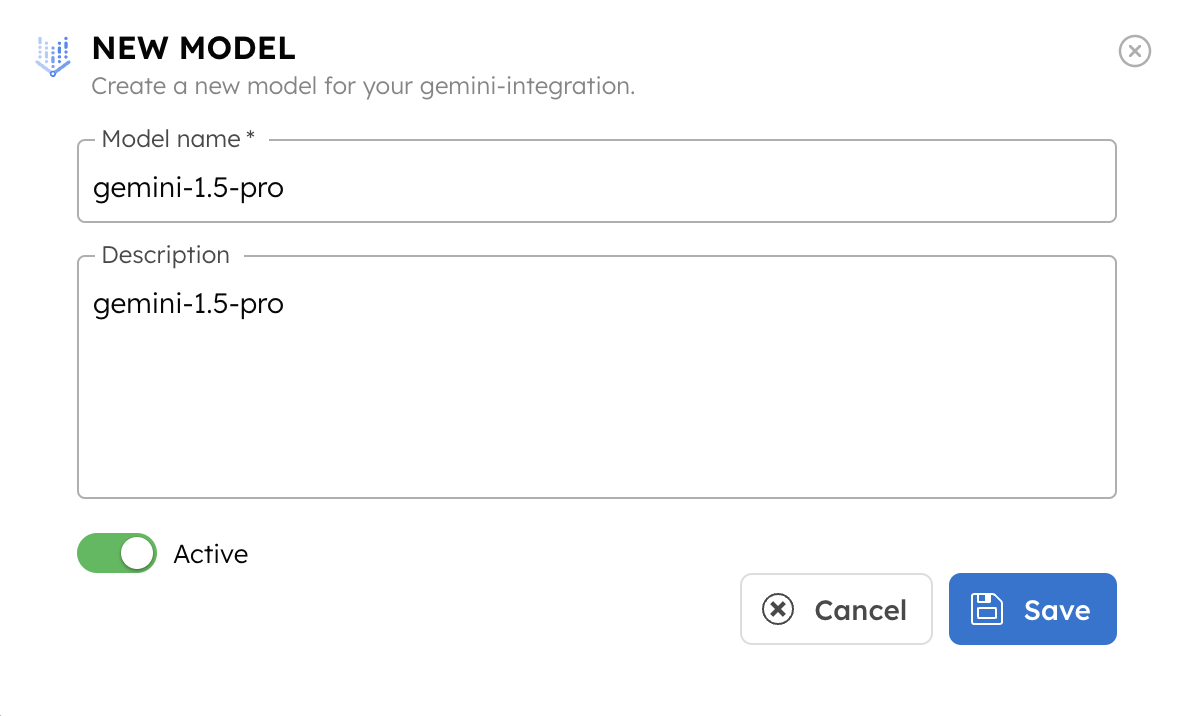 NEW MODEL
Create a new model for your gemini-integration.
Model name *
gemini-1.5-pro
Description
gemini-1.5-pro
Active
Cancel
Save